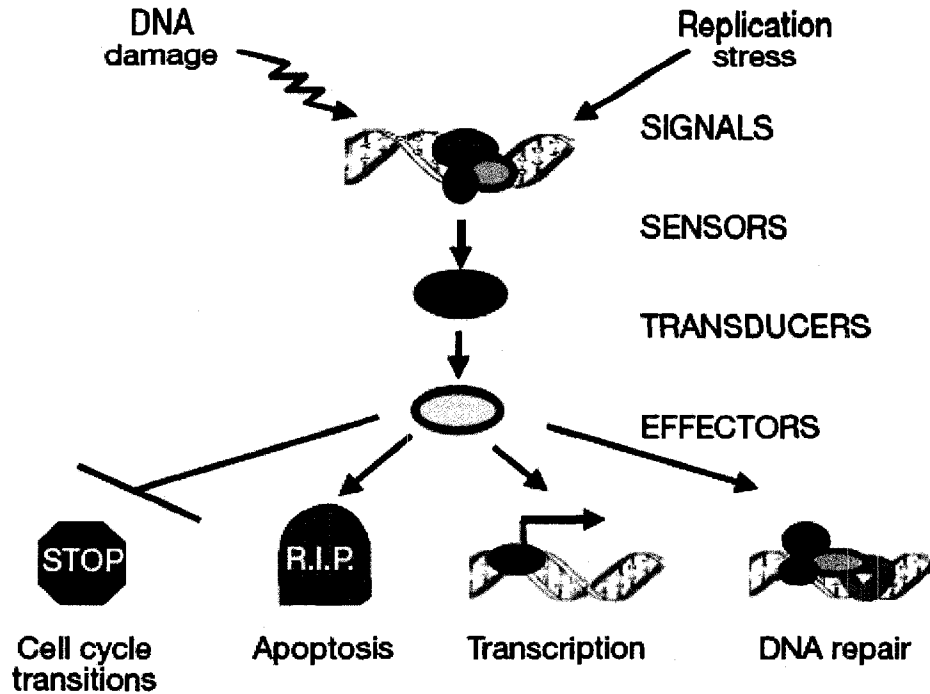 DNA
damage
Replication
stress
SIGNALS
SENSORS
TRANSDUCERS
EFFECTORS
STOP
R.I.P.
Cell cycle
transitions
Apoptosis
Transcription
DNA repair